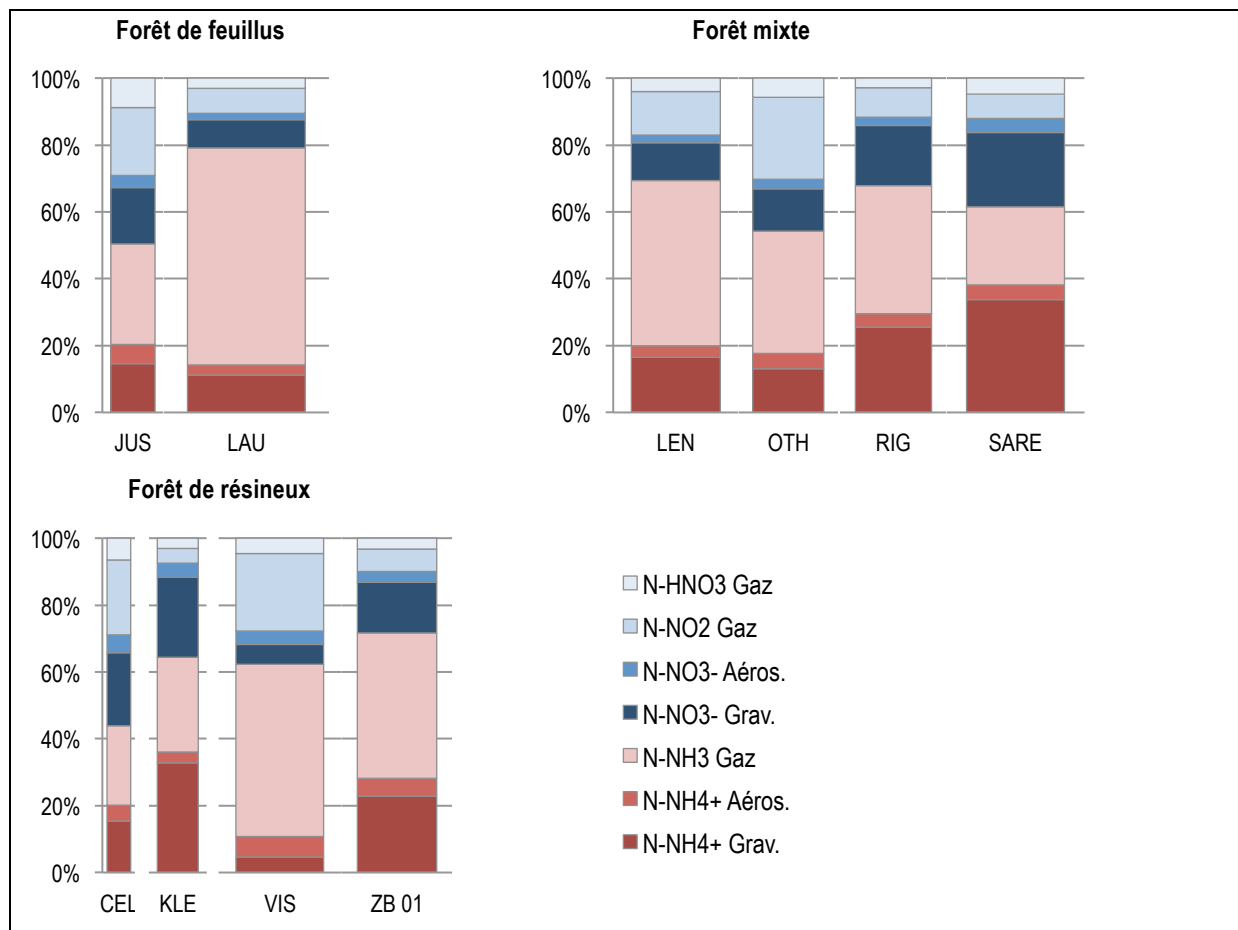 Forêt de feuillus
100%
80%
60%
40%
20%
0%
JUS LAU
Forêt mixte
100%
80%
60%
40%
20%
0%
LEN OTH RIG SARE
Forêt de résineux
100%
80%
60%
40%
20%
0%
CEL KLE VIS ZB 01
N-HNO3 Gaz
N-NO2 Gaz
N-NO3- Aéros.
N-NO3- Grav.
N-NH3 Gaz
N-NH4+ Aéros.
N-NH4+ Grav.